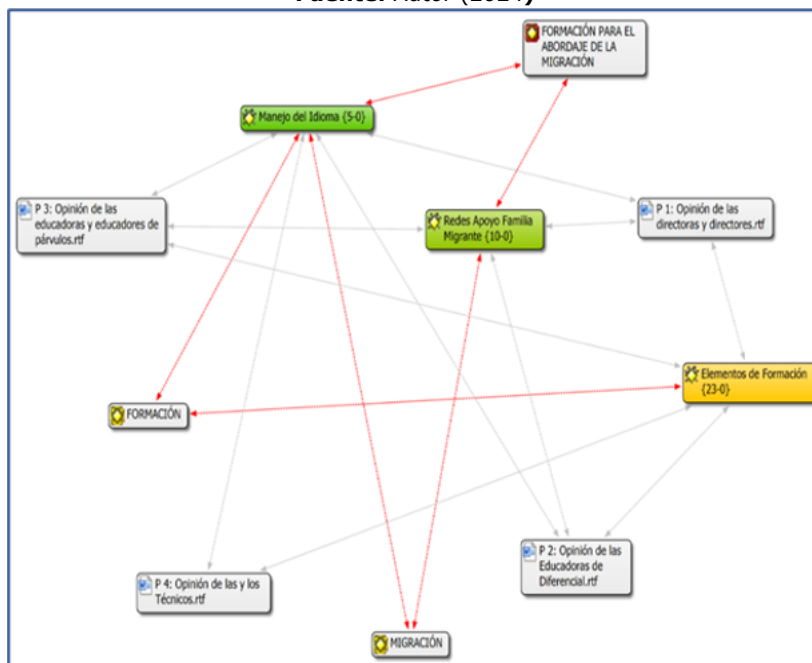 Fuente: Autor (2024)
FORMACIÓN PARA EL
ABORDAJE DE LA
MIGRACIÓN
Manejo del Idioma {5-0}
P 3: Opinión de las
educadoras y educadores de
párvulos.rtf
Redes Apoyo Familia
Migrante {10-0}
P 1: Opinión de las
directoras y directores.rtf
Elementos de Formación
{23-0}
FORMACIÓN
P 2: Opinión de las
Educadoras de
Diferencial.rtf
P 4: Opinión de las y los
Técnicos.rtf
MIGRACIÓN